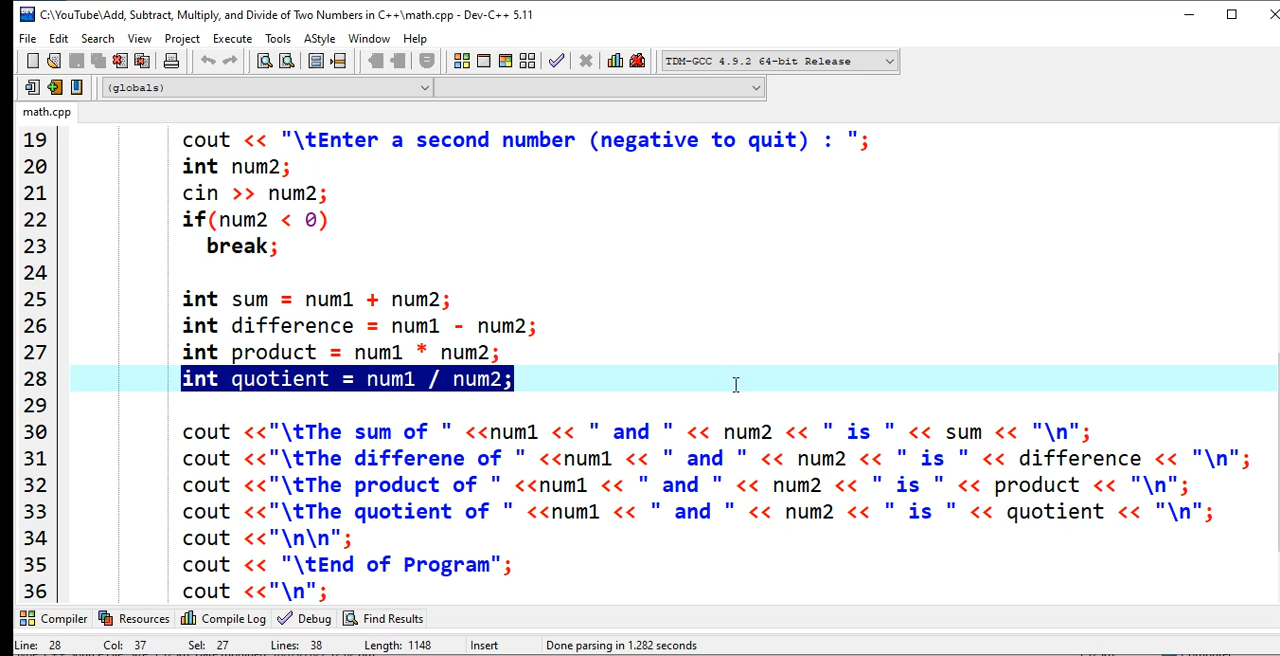 C:\YouTube\Add, Subtract, Multiply, and Divide of Two Numbers in C++\math.cpp - Dev-C++ 5.11
File Edit Search View Project Execute Tools AStyle Window Help
TDM-GCC 4.9.2 64-bit Release
(globals)
math.cpp
19 cout << "\tEnter a second number (negative to quit) : ";
20 int num2;
21 cin >> num2;
22 if(num2 < 0)
23 break;
24
25 int sum = num1 + num2;
26 int difference = num1 - num2;
27 int product = num1 * num2;
28 int quotient = num1 / num2;
29
30 cout <<"\tThe sum of " <<num1 << " and " << num2 << " is " << sum << "\n";
31 cout <<"\tThe differene of " <<num1 << " and " << num2 << " is " << difference << "\n";
32 cout <<"\tThe product of " <<num1 << " and " << num2 << " is " << product << "\n";
33 cout <<"\tThe quotient of " <<num1 << " and " << num2 << " is " << quotient << "\n";
34 cout <<"\n\n";
35 cout << "\tEnd of Program";
36 cout <<"\n";
Compiler Resources Compile Log Debug Find Results
Line: 28 Col: 37 Sel: 27 Lines: 38 Length: 1148 Insert Done parsing in 1.282 seconds